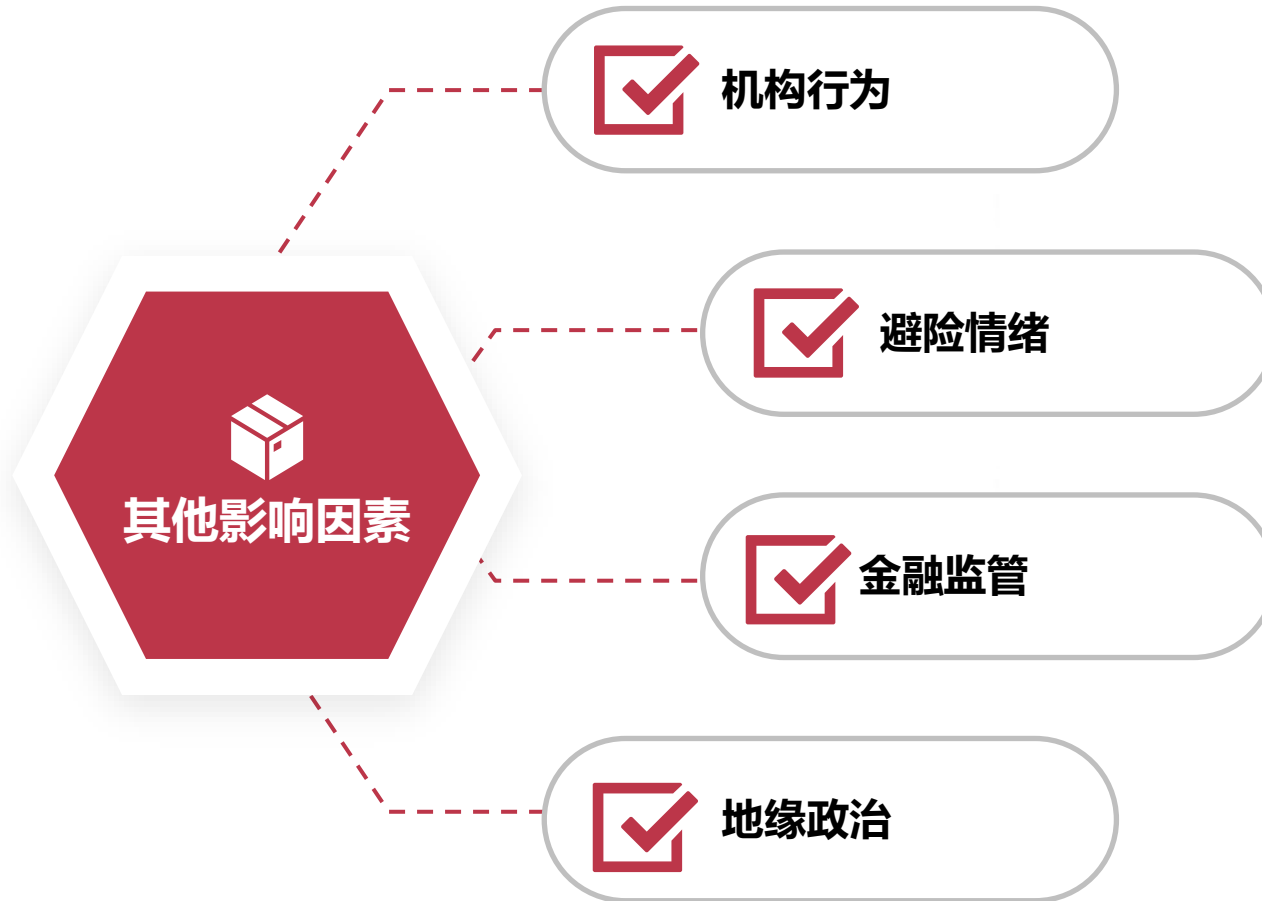 其他影响因素
机构行为
避险情绪
金融监管
地缘政治